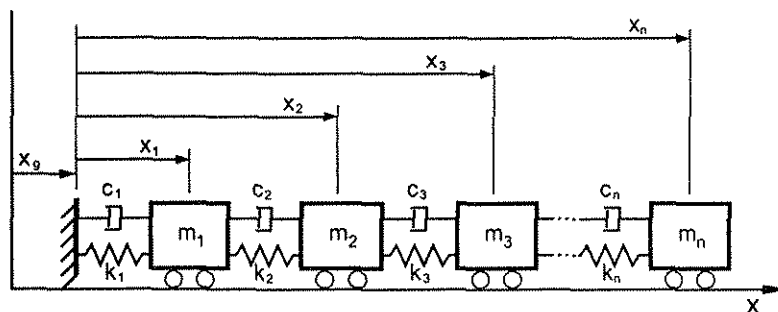 xn
x3
x2
x1
xg
c1 c2 c3 cn
m1 m2 m3 mn
k1 k2 k3 kn
x